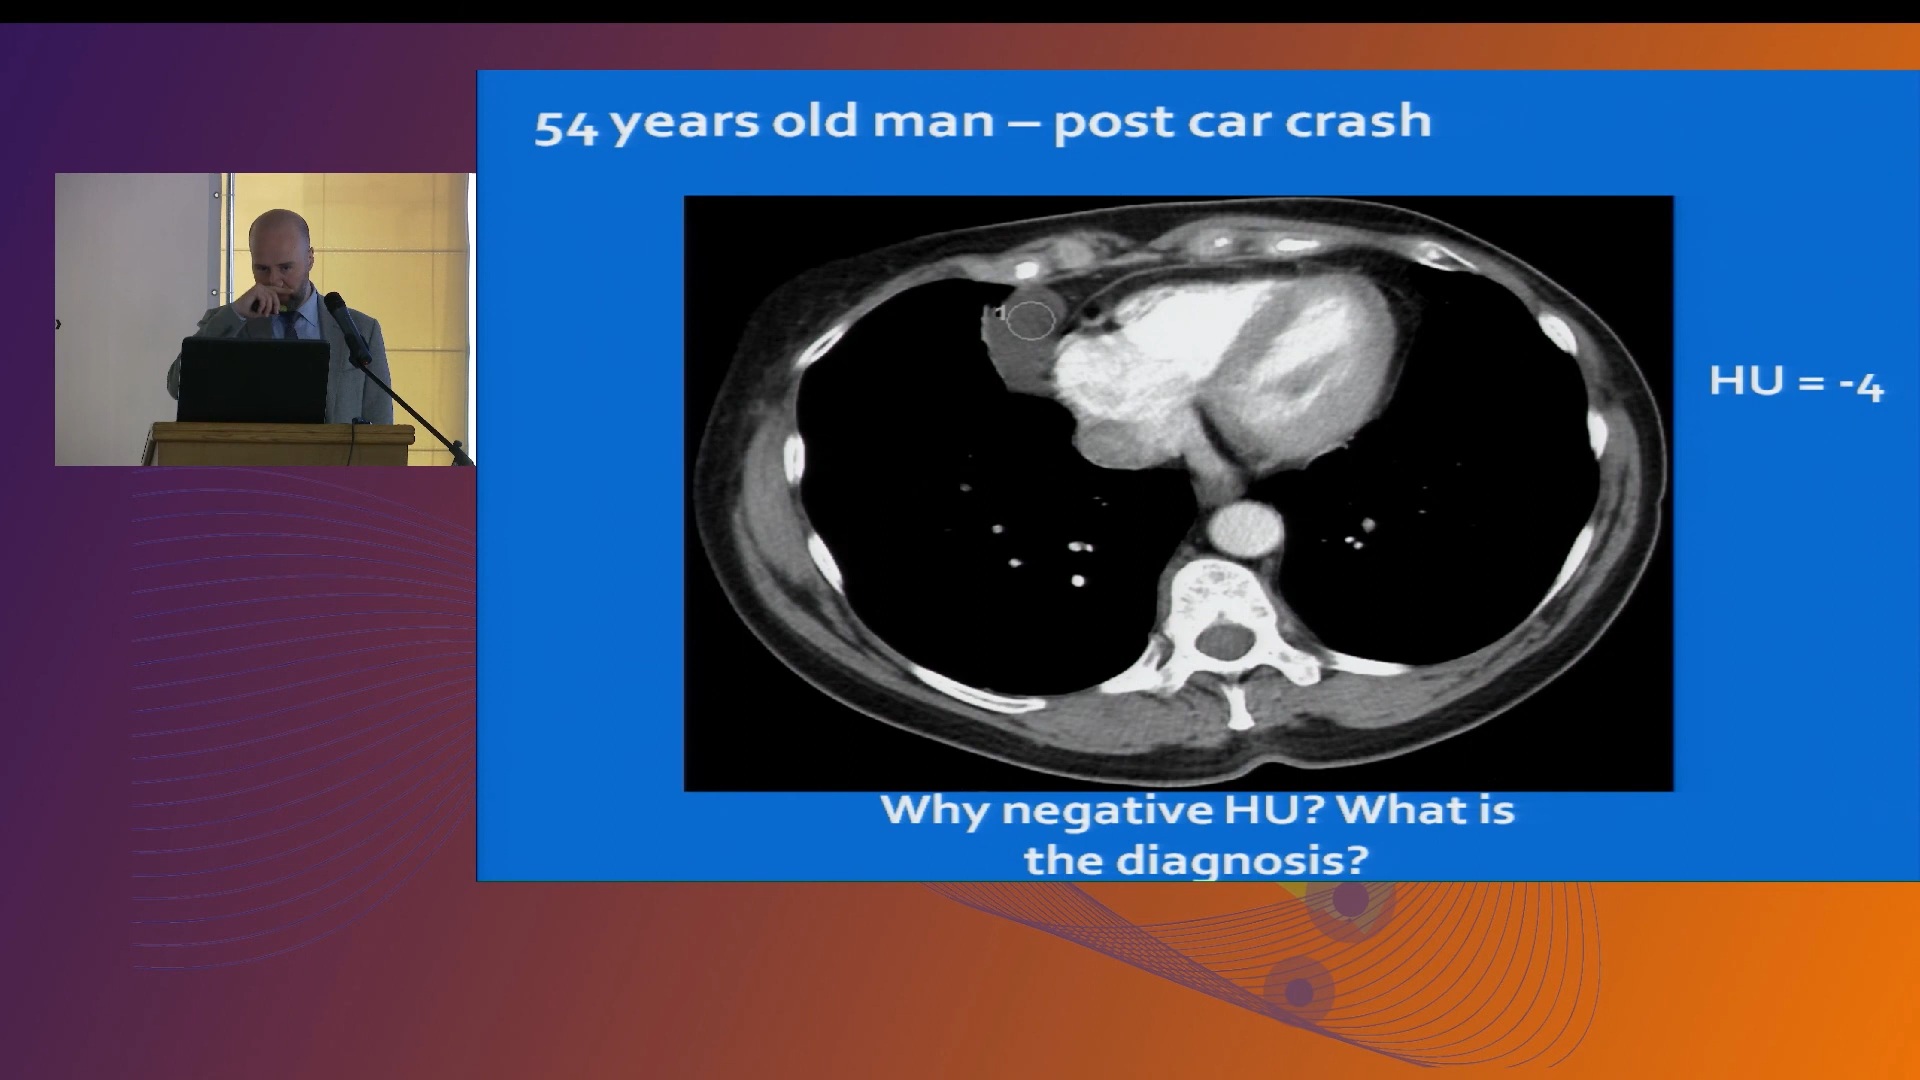 54 years old man – post car crash
HU = -4
Why negative HU? What is
the diagnosis?